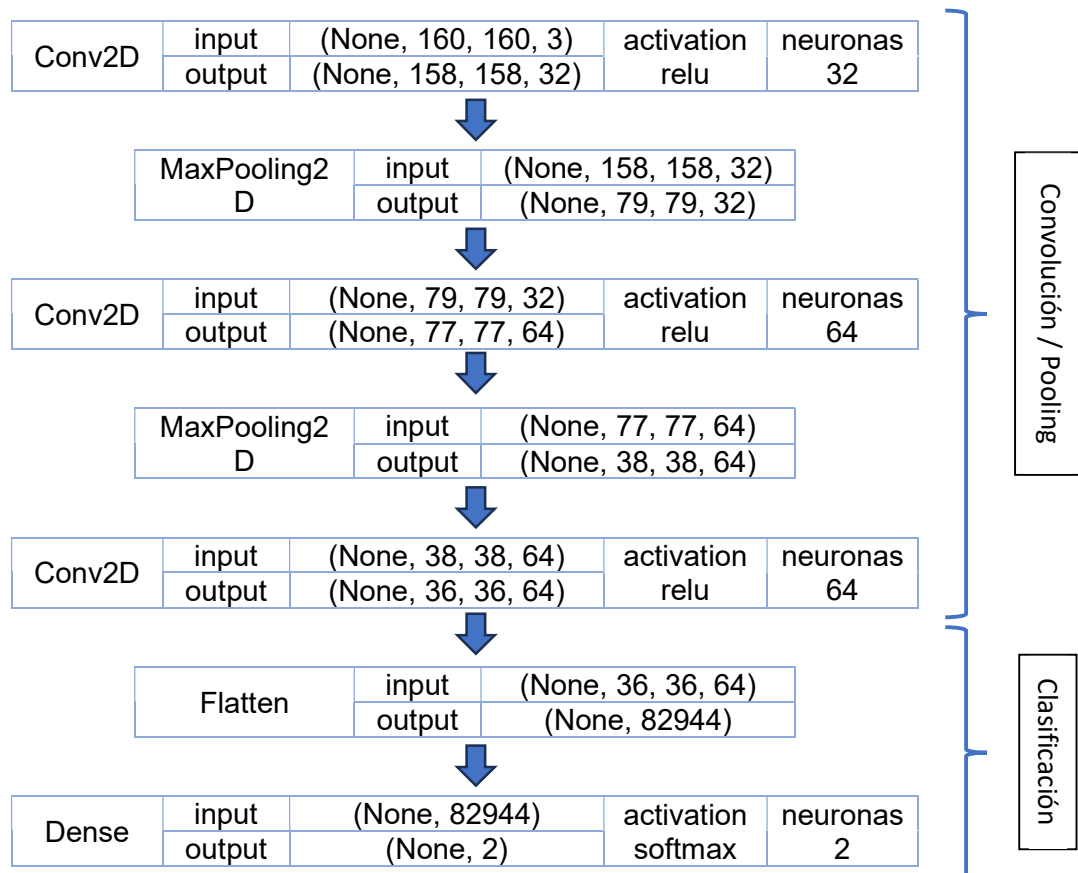 Conv2D input (None, 160, 160, 3) activation neuronas
output (None, 158, 158, 32) relu 32
MaxPooling2 input (None, 158, 158, 32)
D output (None, 79, 79, 32)
Conv2D input (None, 79, 79, 32) activation neuronas
output (None, 77, 77, 64) relu 64
MaxPooling2 input (None, 77, 77, 64)
D output (None, 38, 38, 64)
Conv2D input (None, 38, 38, 64) activation neuronas
output (None, 36, 36, 64) relu 64
Convolución / Pooling
Flatten input (None, 36, 36, 64)
output (None, 82944)
Dense input (None, 82944) activation neuronas
output (None, 2) softmax 2
Clasificación